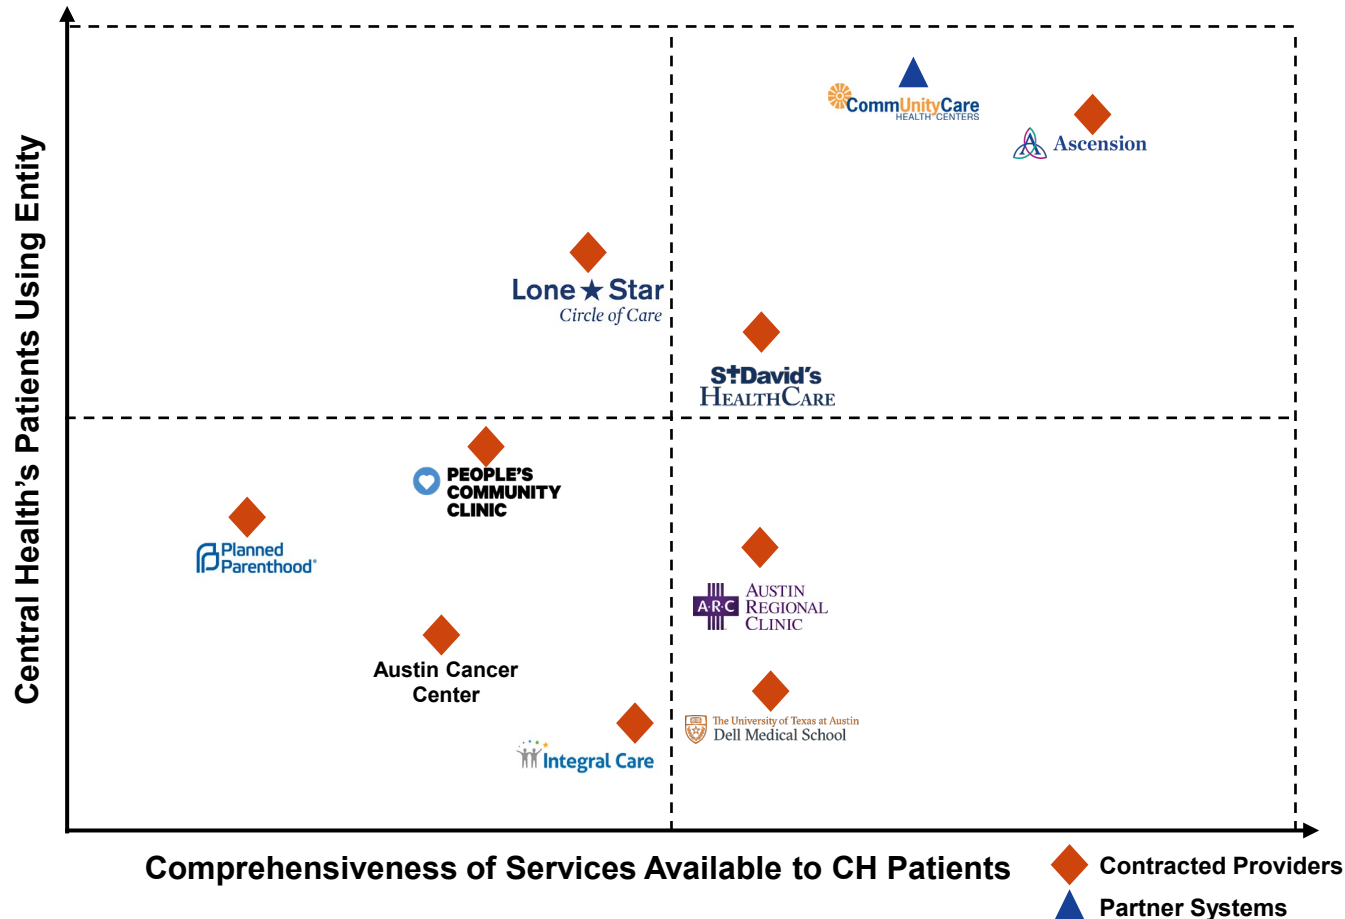 Central Health's Patients Using Entity
CommUnityCare
HEALTH CENTERS
Ascension
Lone ★ Star
Circle of Care
St David's
HEALTHCARE
PEOPLE'S
COMMUNITY
CLINIC
Planned
Parenthood®
A·R·C
AUSTIN
REGIONAL
CLINIC
Austin Cancer
Center
The University of Texas at Austin
Dell Medical School
Integral Care
Comprehensiveness of Services Available to CH Patients
Contracted Providers
Partner Systems